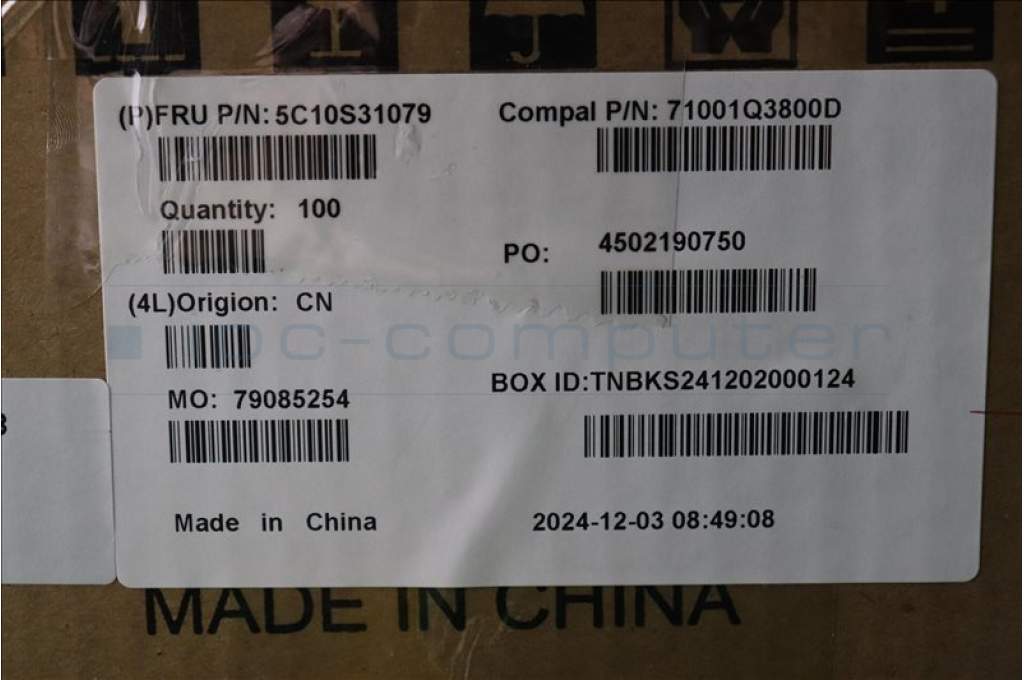 (P)FRU P/N: 5C10S31079
Compal P/N: 71001Q3800D
Quantity: 100
PO: 4502190750
(4L)Origion: CN
pc-computer
BOX ID:TNBKS241202000124
MO: 79085254
Made in China
2024-12-03 08:49:08
MADE IN CHINA